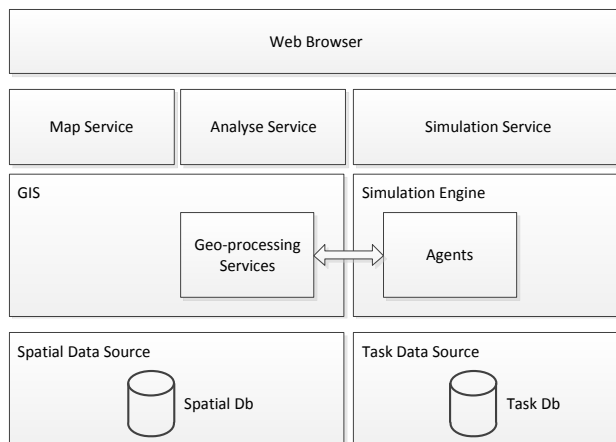 Web Browser
Map Service
Analyse Service
Simulation Service
GIS
Simulation Engine
Geo-processing
Services
Agents
Spatial Data Source
Task Data Source
Spatial Db
Task Db